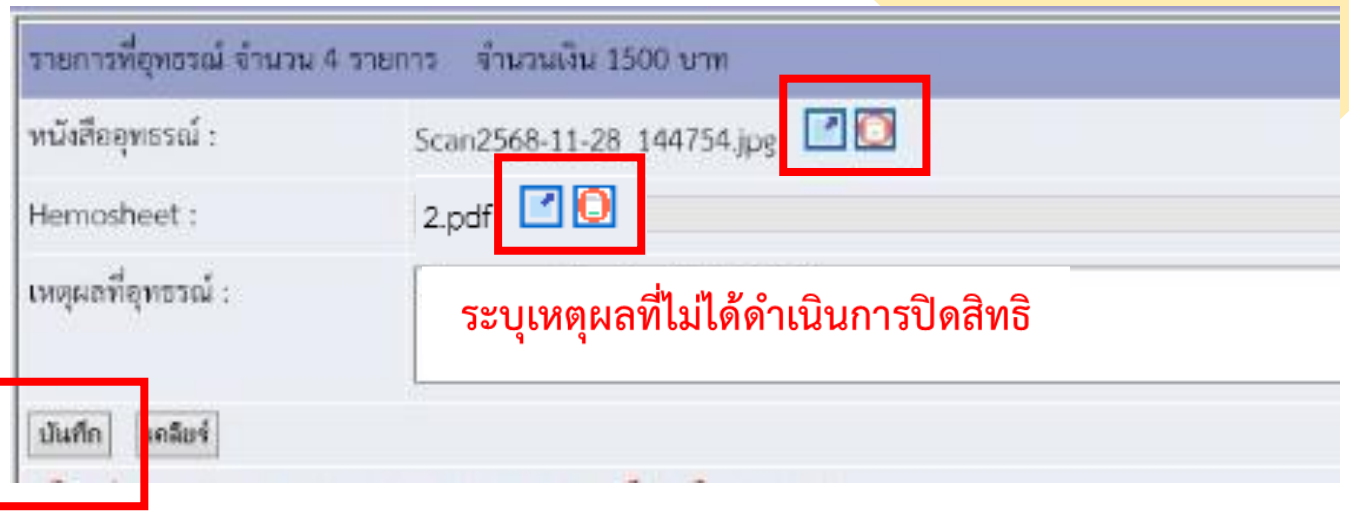 รายการที่อุทธรณ์ จำนวน 4 รายการ จำนวนเงิน 1500 บาท
หนังสืออุทธรณ์ : Scan2568-11-28 144754.jpg
Hemosheet : 2.pdf
เหตุผลที่อุทธรณ์ : ระบุเหตุผลที่ไม่ได้ดำเนินการปิดสิทธิ
บันทึก เคลียร์